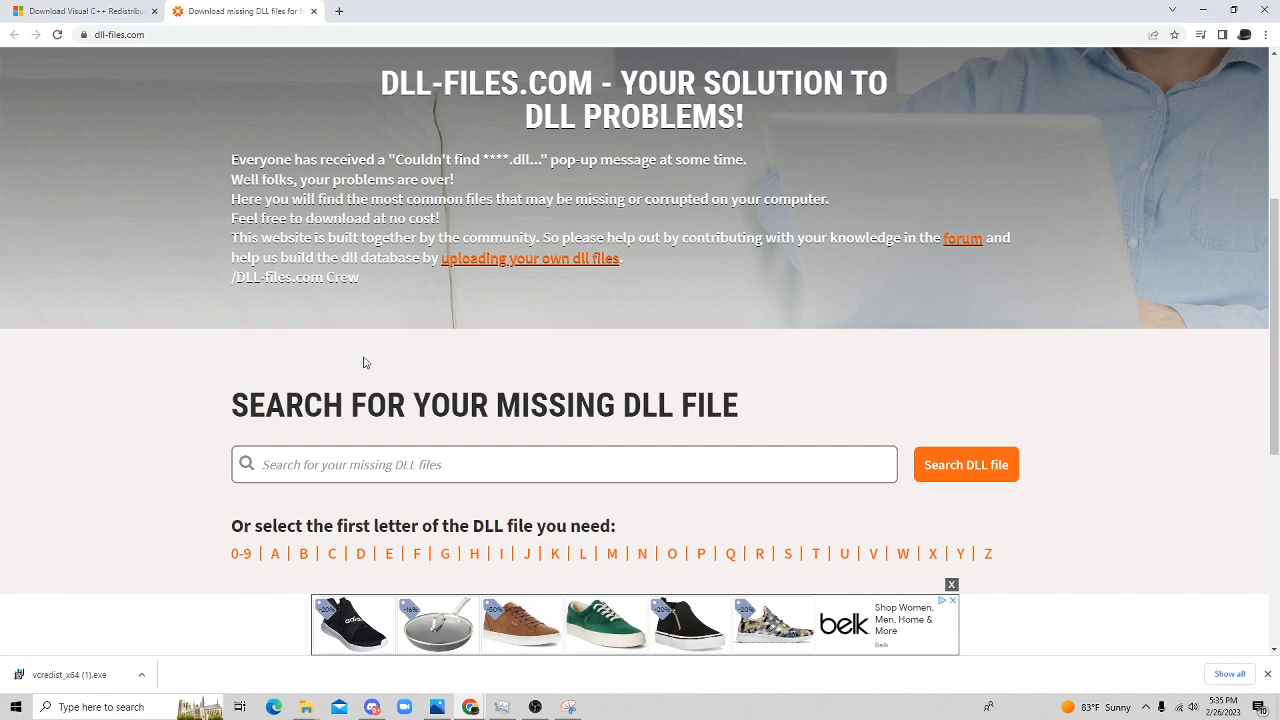 Download Visual C++ Redistribu
Download missing DLL files for f
dll-files.com
DLL-FILES.COM - YOUR SOLUTION TO
DLL PROBLEMS!
Everyone has received a "Couldn't find ****.dll..." pop-up message at some time.
Well folks, your problems are over!
Here you will find the most common files that may be missing or corrupted on your computer.
Feel free to download at no cost!
This website is built together by the community. So please help out by contributing with your knowledge in the forum and
help us build the dll database by uploading your own dll files.
/DLL-files.com Crew
SEARCH FOR YOUR MISSING DLL FILE
Search for your missing DLL files
Search DLL file
Or select the first letter of the DLL file you need:
0-9 | A | B | C | D | E | F | G | H | I | J | K | L | M | N | O | P | Q | R | S | T | U | V | W | X | Y | Z
X
-20%
-16%
-50%
-20%
-20%
adidas
belk
Shop Women,
Men, Home &
More
Belk
vcredist_x64 (1).exe
Show all
Type here to search
83°F Sunny
5:35 PM
2/26/2023